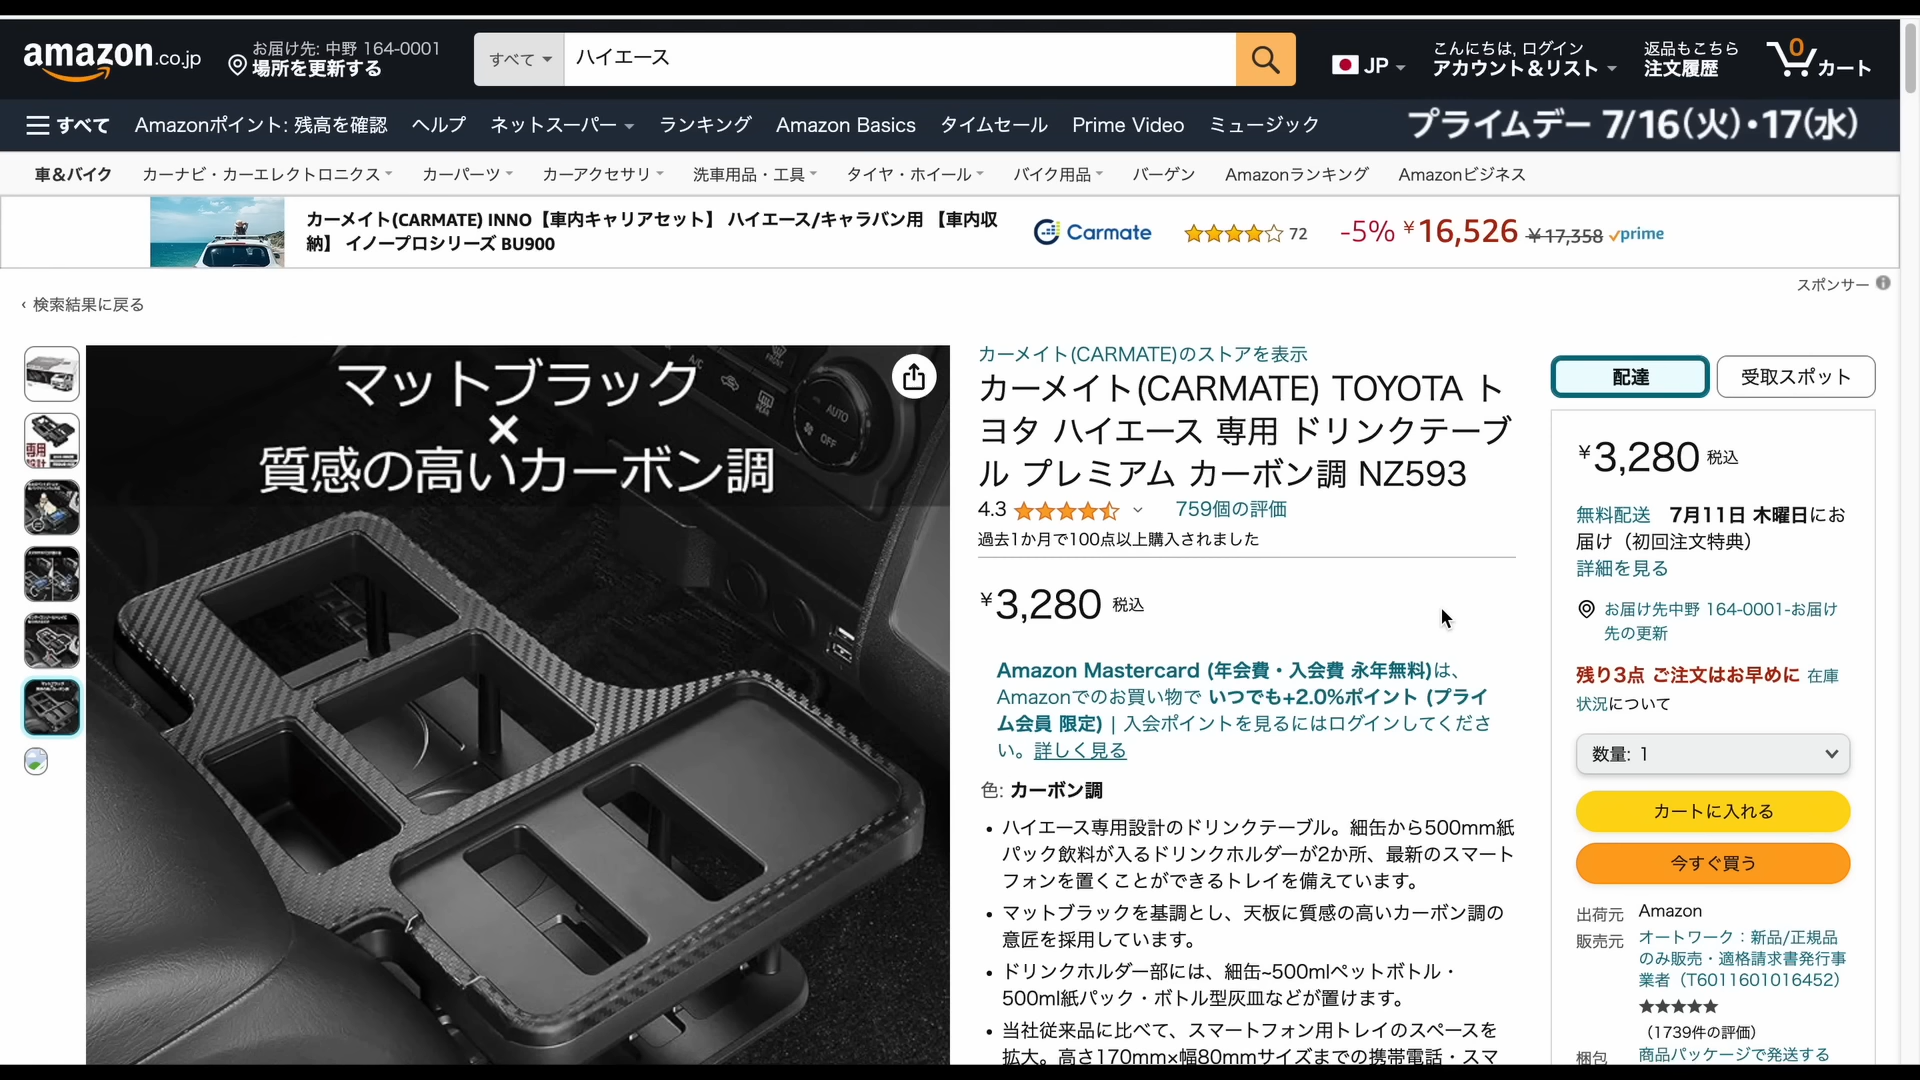 amazon.co.jp
お届け先: 中野 164-0001
場所を更新する
すべて
ハイエース
JP
こんにちは, ログイン
アカウント&リスト
返品もこちら
注文履歴
0
カート
すべて
Amazonポイント: 残高を確認
ヘルプ
ネットスーパー
ランキング
Amazon Basics
タイムセール
Prime Video
ミュージック
プライムデー 7/16(火)・17(水)
車&バイク
カーナビ・カーエレクトロニクス
カーパーツ
カーアクセサリ
洗車用品・工具
タイヤ・ホイール
バイク用品
バーゲン
Amazonランキング
Amazonビジネス
カーメイト(CARMATE) INNO【車内キャリアセット】 ハイエース/キャラバン用 【車内収
納】 イノープロシリーズ BU900
Carmate
72
-5% ¥16,526 ¥17,358 prime
スポンサー
‹ 検索結果に戻る
マットブラック
×
質感の高いカーボン調
AUTO
OFF
A/C
FRONT
REAR
専用
設計
カーメイト(CARMATE)のストアを表示
カーメイト(CARMATE) TOYOTA ト
ヨタ ハイエース 専用 ドリンクテーブ
ル プレミアム カーボン調 NZ593
4.3
759個の評価
過去1か月で100点以上購入されました
¥3,280 税込
Amazon Mastercard (年会費・入会費 永年無料)は、
Amazonでのお買い物で いつでも+2.0%ポイント (プライ
ム会員 限定) | 入会ポイントを見るにはログインしてくださ
い。詳しく見る
色: カーボン調
• ハイエース専用設計のドリンクテーブル。細缶から500mm紙
パック飲料が入るドリンクホルダーが2か所、最新のスマート
フォンを置くことができるトレイを備えています。
• マットブラックを基調とし、天板に質感の高いカーボン調の
意匠を採用しています。
• ドリンクホルダー部には、細缶~500mlペットボトル・
500ml紙パック・ボトル型灰皿などが置けます。
• 当社従来品に比べて、スマートフォン用トレイのスペースを
拡大。高さ170mm×幅80mmサイズまでの携帯電話・スマ
配達
受取スポット
¥3,280 税込
無料配送 7月11日 木曜日にお
届け（初回注文特典）
詳細を見る
お届け先中野 164-0001-お届け
先の更新
残り3点 ご注文はお早めに 在庫
状況について
数量: 1
カートに入れる
今すぐ買う
出荷元 Amazon
販売元 オートワーク：新品/正規品
のみ販売・適格請求書発行事
業者（T6011601016452）
★★★★★
（1739件の評価）
梱包 商品パッケージで発送する